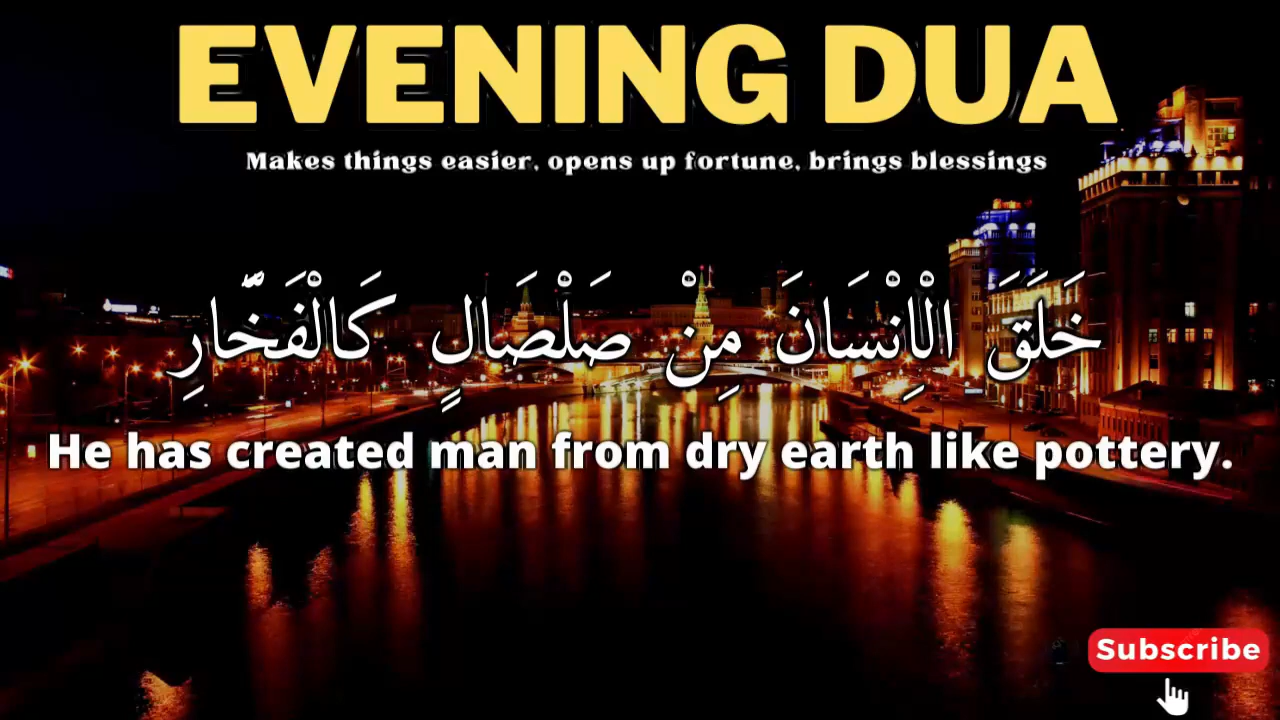 EVENING DUA
Makes things easier, opens up fortune, brings blessings
خَلَقَ الْاِنْسَانَ مِنْ صَلْصَالٍ كَالْفَخَّارِ
He has created man from dry earth like pottery.
Subscribe